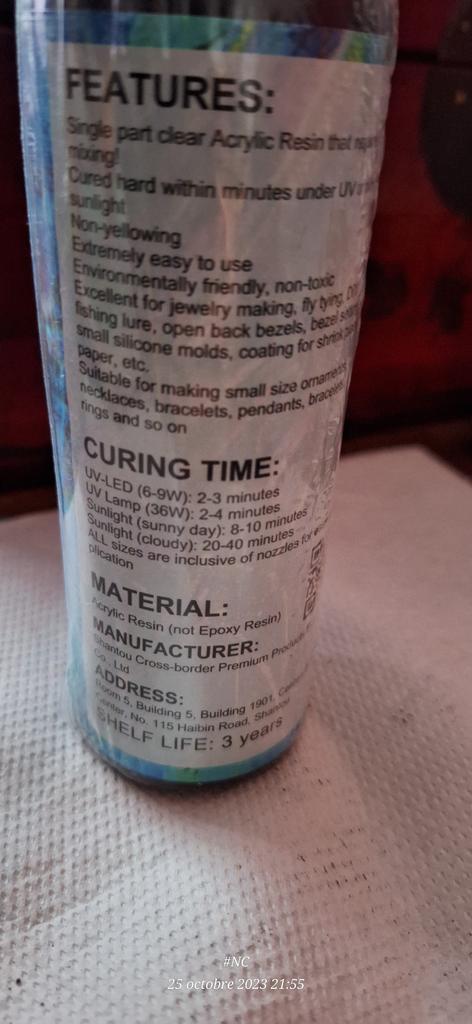 FEATURES:
Single part clear Acrylic Resin that
mixing!
Cured hard within minutes under UV
sunlight
Non-yellowing
Extremely easy to use
Environmentally friendly, non-toxic
Excellent for jewelry making, fly tying, DIY
fishing lure, open back bezels, bezel
small silicone molds, coating for shrink
paper, etc.
Suitable for making small size ornaments,
necklaces, bracelets, pendants, bracelets,
rings and so on
CURING TIME:
UV-LED (6-9W): 2-3 minutes
UV Lamp (36W): 2-4 minutes
Sunlight (sunny day): 8-10 minutes
Sunlight (cloudy): 20-40 minutes
ALL sizes are inclusive of nozzles for
plication
MATERIAL:
Acrylic Resin (not Epoxy Resin)
MANUFACTURER:
Shantou Cross-border Premium Products
Co., Ltd
ADDRESS:
Room 5, Building 5, Building 1901,
Center, No. 115 Haibin Road, Shantou
SHELF LIFE: 3 years
#NC
25 octobre 2023 21:55